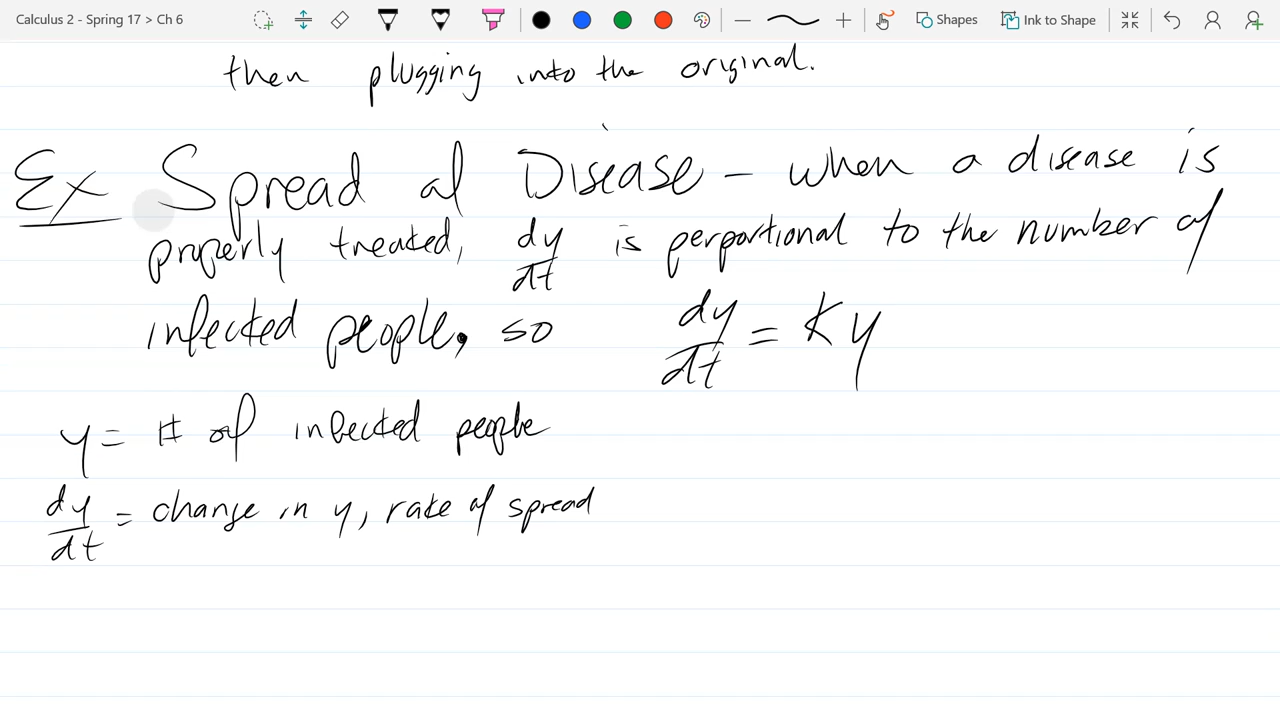 Calculus 2 - Spring 17 > Ch 6 Shapes Ink to Shape
then plugging into the original.
Ex Spread of Disease - when a disease is
properly treated, dy/dt is perportional to the number of
infected people, so dy/dt = Ky
y = # of infected people
dy/dt = change in y, rate of spread